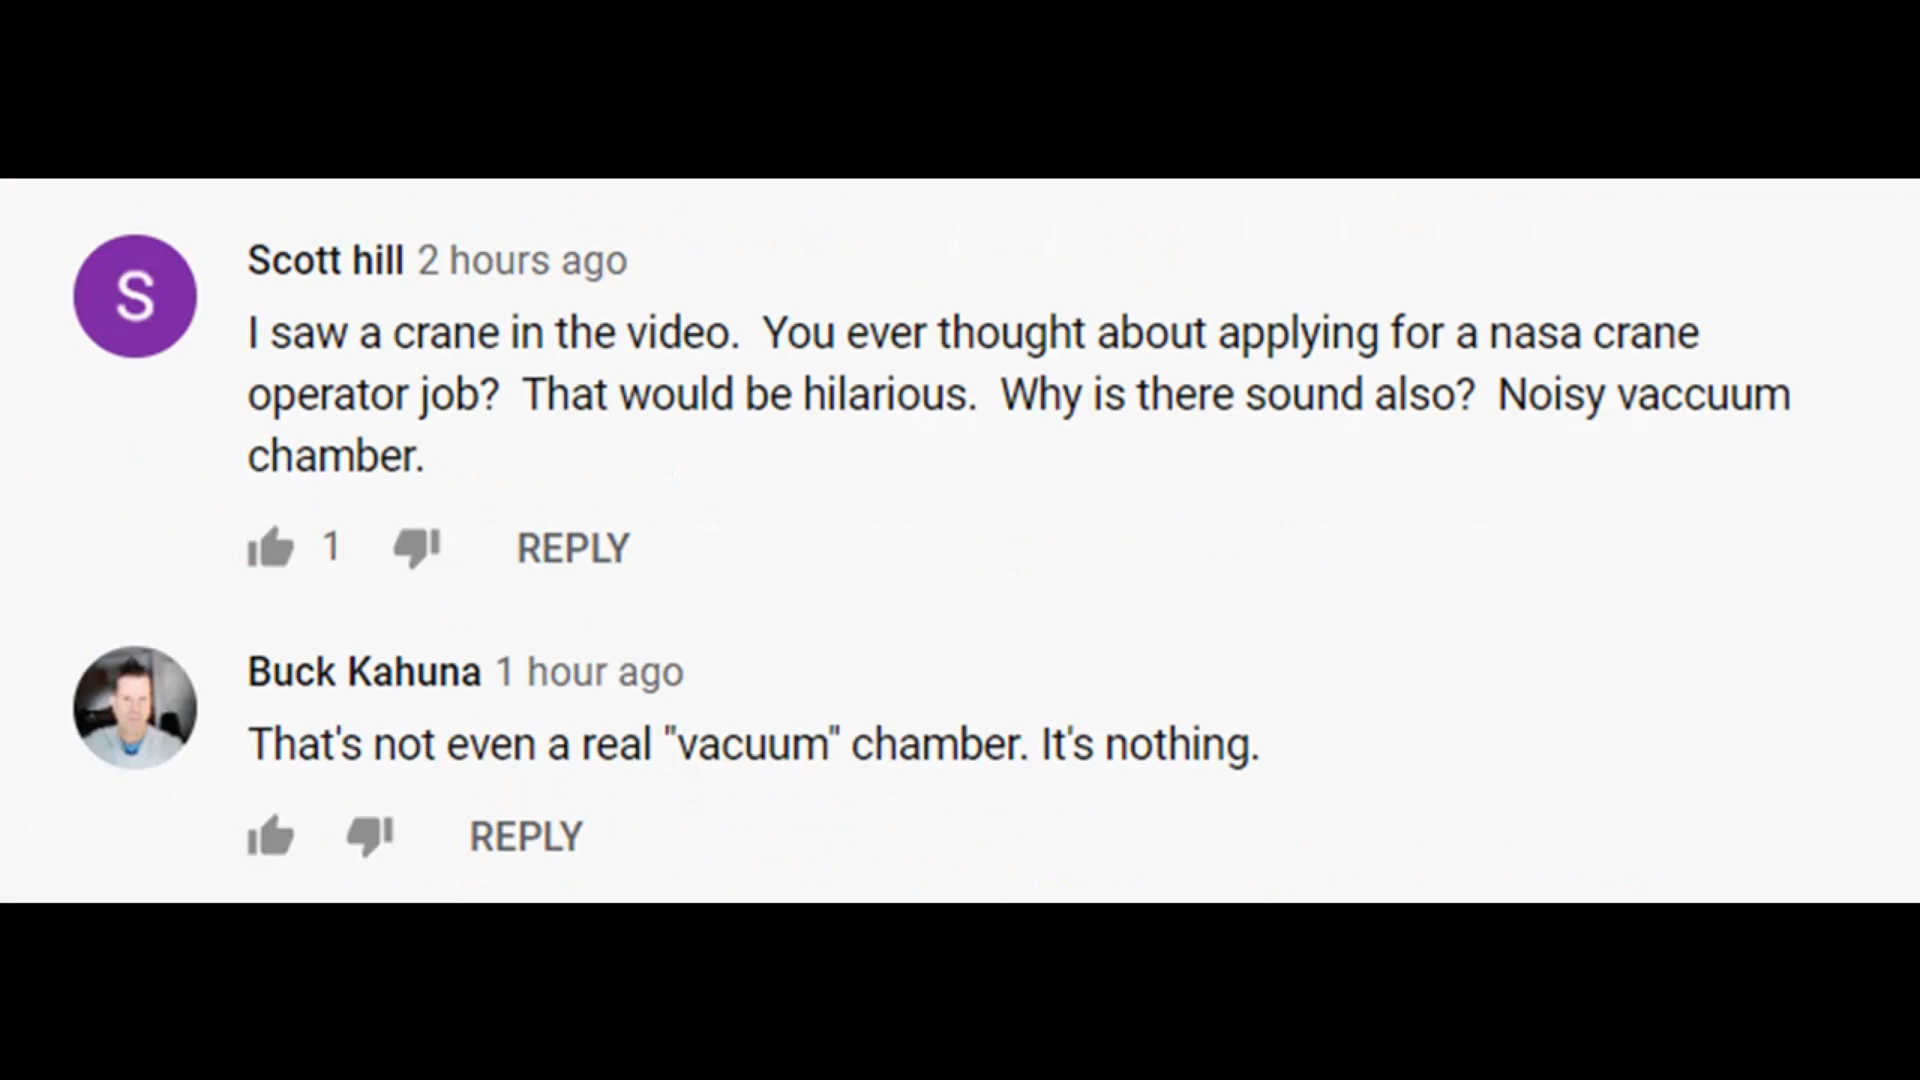 S
Scott hill 2 hours ago
I saw a crane in the video.  You ever thought about applying for a nasa crane
operator job?  That would be hilarious.  Why is there sound also?  Noisy vaccuum
chamber.
1 REPLY
Buck Kahuna 1 hour ago
That's not even a real "vacuum" chamber. It's nothing.
REPLY